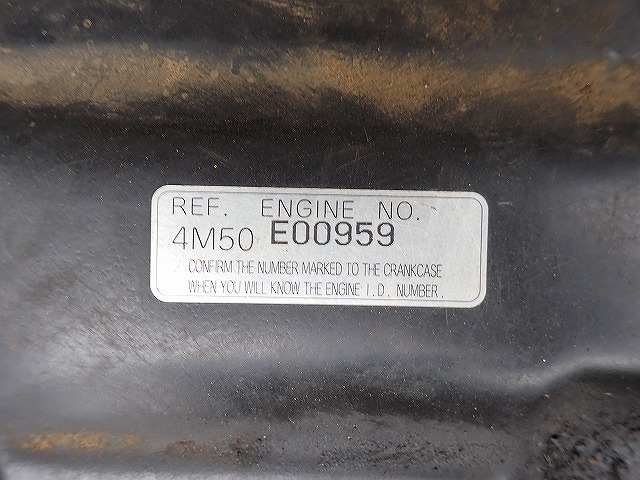 REF. ENGINE NO.
4M50 E00959
CONFIRM THE NUMBER MARKED TO THE CRANKCASE
WHEN YOU WILL KNOW THE ENGINE I.D. NUMBER.